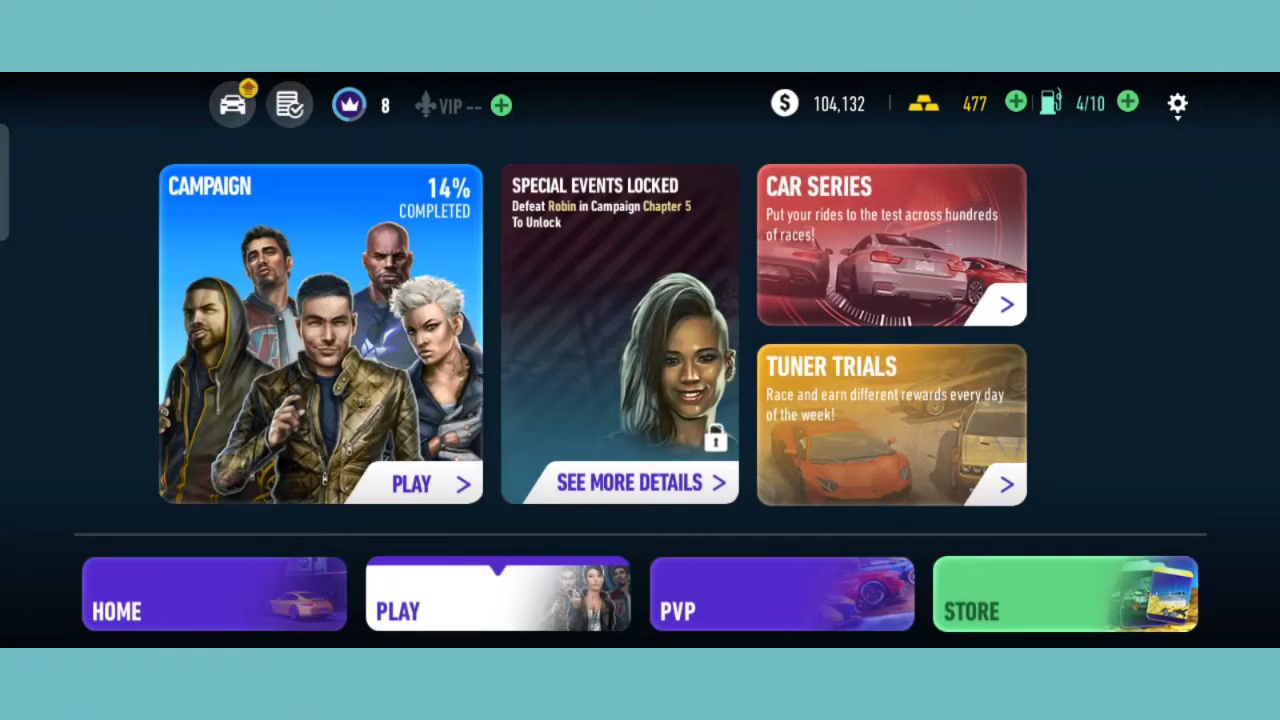 8
VIP --
104,132
477
4/10
CAMPAIGN
14%
COMPLETED
PLAY
SPECIAL EVENTS LOCKED
Defeat Robin in Campaign Chapter 5
To Unlock
SEE MORE DETAILS
CAR SERIES
Put your rides to the test across hundreds
of races!
TUNER TRIALS
Race and earn different rewards every day
of the week!
HOME
PLAY
PVP
STORE